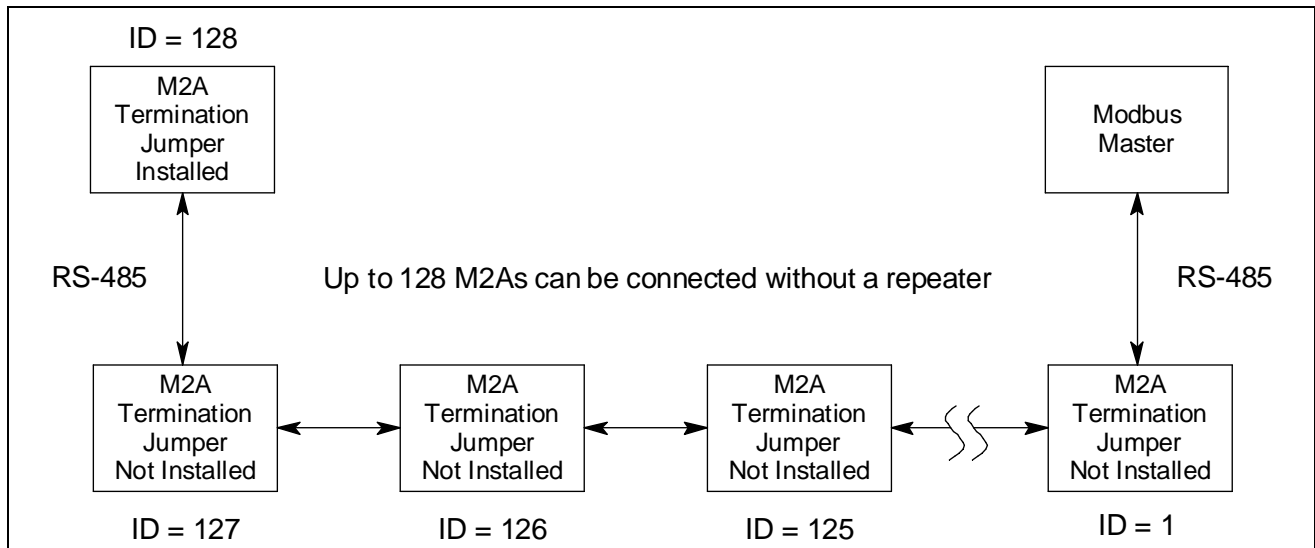 ID = 128
M2A
Termination
Jumper
Installed
Modbus
Master
RS-485
Up to 128 M2As can be connected without a repeater
RS-485
M2A
Termination
Jumper
Not Installed
M2A
Termination
Jumper
Not Installed
M2A
Termination
Jumper
Not Installed
M2A
Termination
Jumper
Not Installed
ID = 127
ID = 126
ID = 125
ID = 1